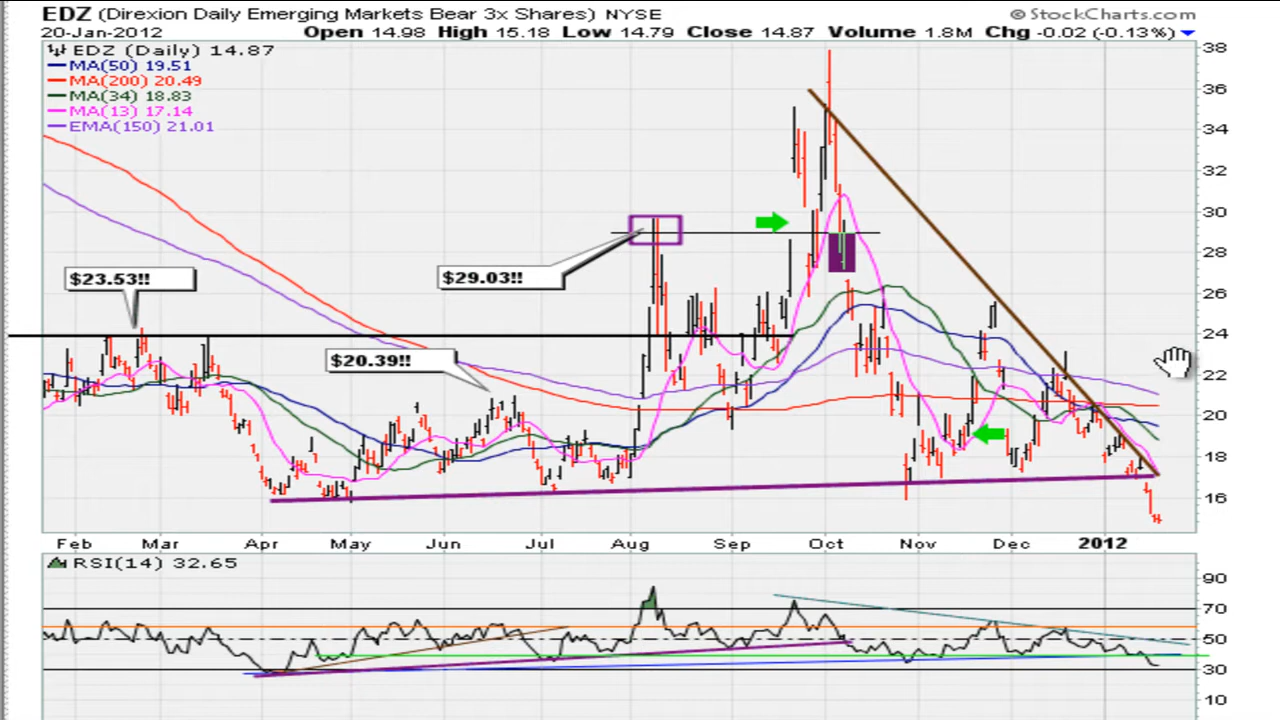 EDZ (Direxion Daily Emerging Markets Bear 3x Shares) NYSE © StockCharts.com
20-Jan-2012 Open 14.98 High 15.18 Low 14.79 Close 14.87 Volume 1.8M Chg -0.02 (-0.13%)
EDZ (Daily) 14.87
MA(50) 19.51
MA(200) 20.49
MA(34) 18.83
MA(13) 17.14
EMA(150) 21.01
38
36
34
32
30
28
26
24
22
20
18
16
$23.53!!
$29.03!!
$20.39!!
Feb Mar Apr May Jun Jul Aug Sep Oct Nov Dec 2012
RSI(14) 32.65
90
70
50
30
10